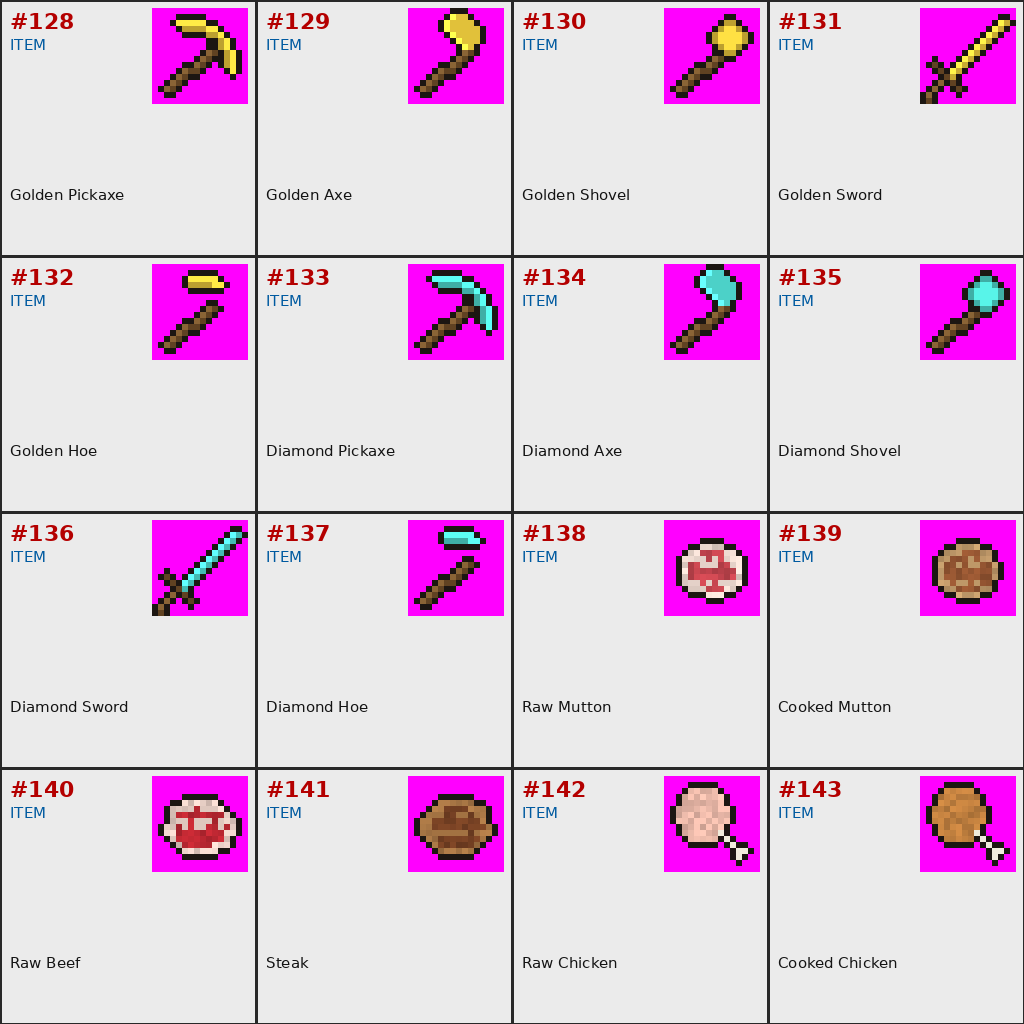 #128
ITEM
Golden Pickaxe
#129
ITEM
Golden Axe
#130
ITEM
Golden Shovel
#131
ITEM
Golden Sword
#132
ITEM
Golden Hoe
#133
ITEM
Diamond Pickaxe
#134
ITEM
Diamond Axe
#135
ITEM
Diamond Shovel
#136
ITEM
Diamond Sword
#137
ITEM
Diamond Hoe
#138
ITEM
Raw Mutton
#139
ITEM
Cooked Mutton
#140
ITEM
Raw Beef
#141
ITEM
Steak
#142
ITEM
Raw Chicken
#143
ITEM
Cooked Chicken